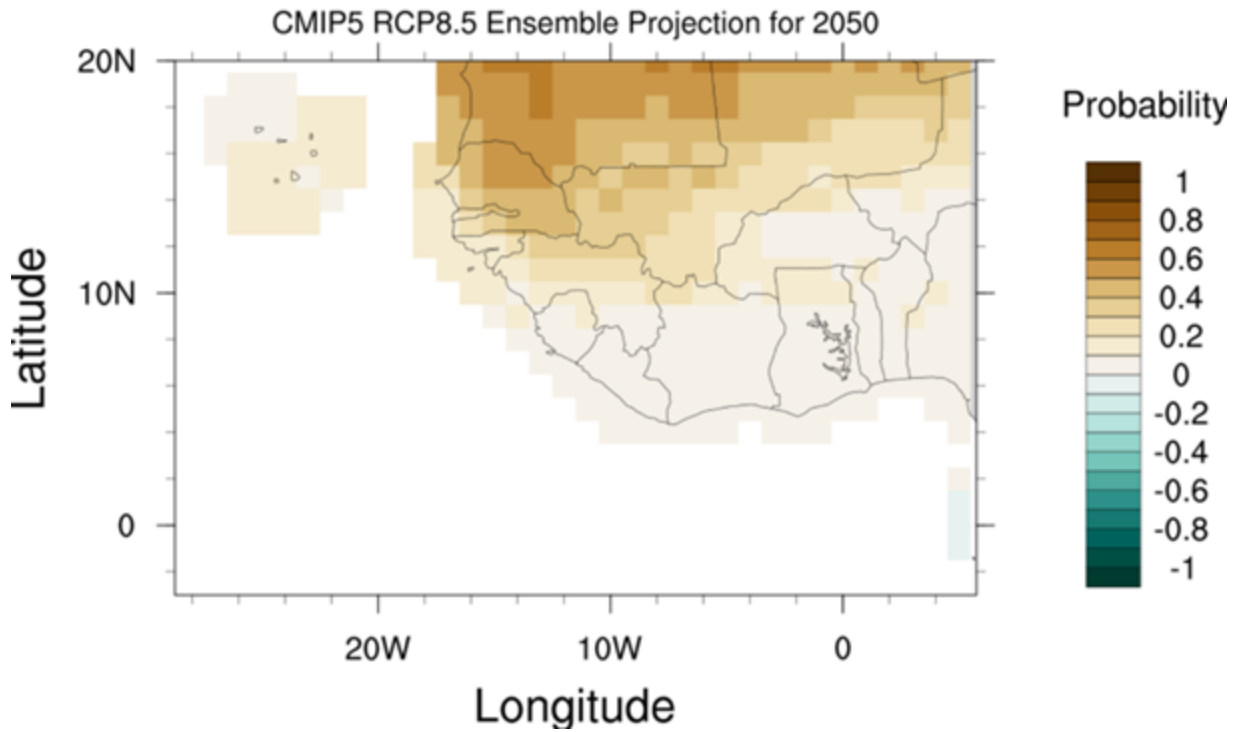 CMIP5 RCP8.5 Ensemble Projection for 2050
20N
10N
0
Latitude
20W
10W
0
Longitude
Probability
1
0.8
0.6
0.4
0.2
0
-0.2
-0.4
-0.6
-0.8
-1